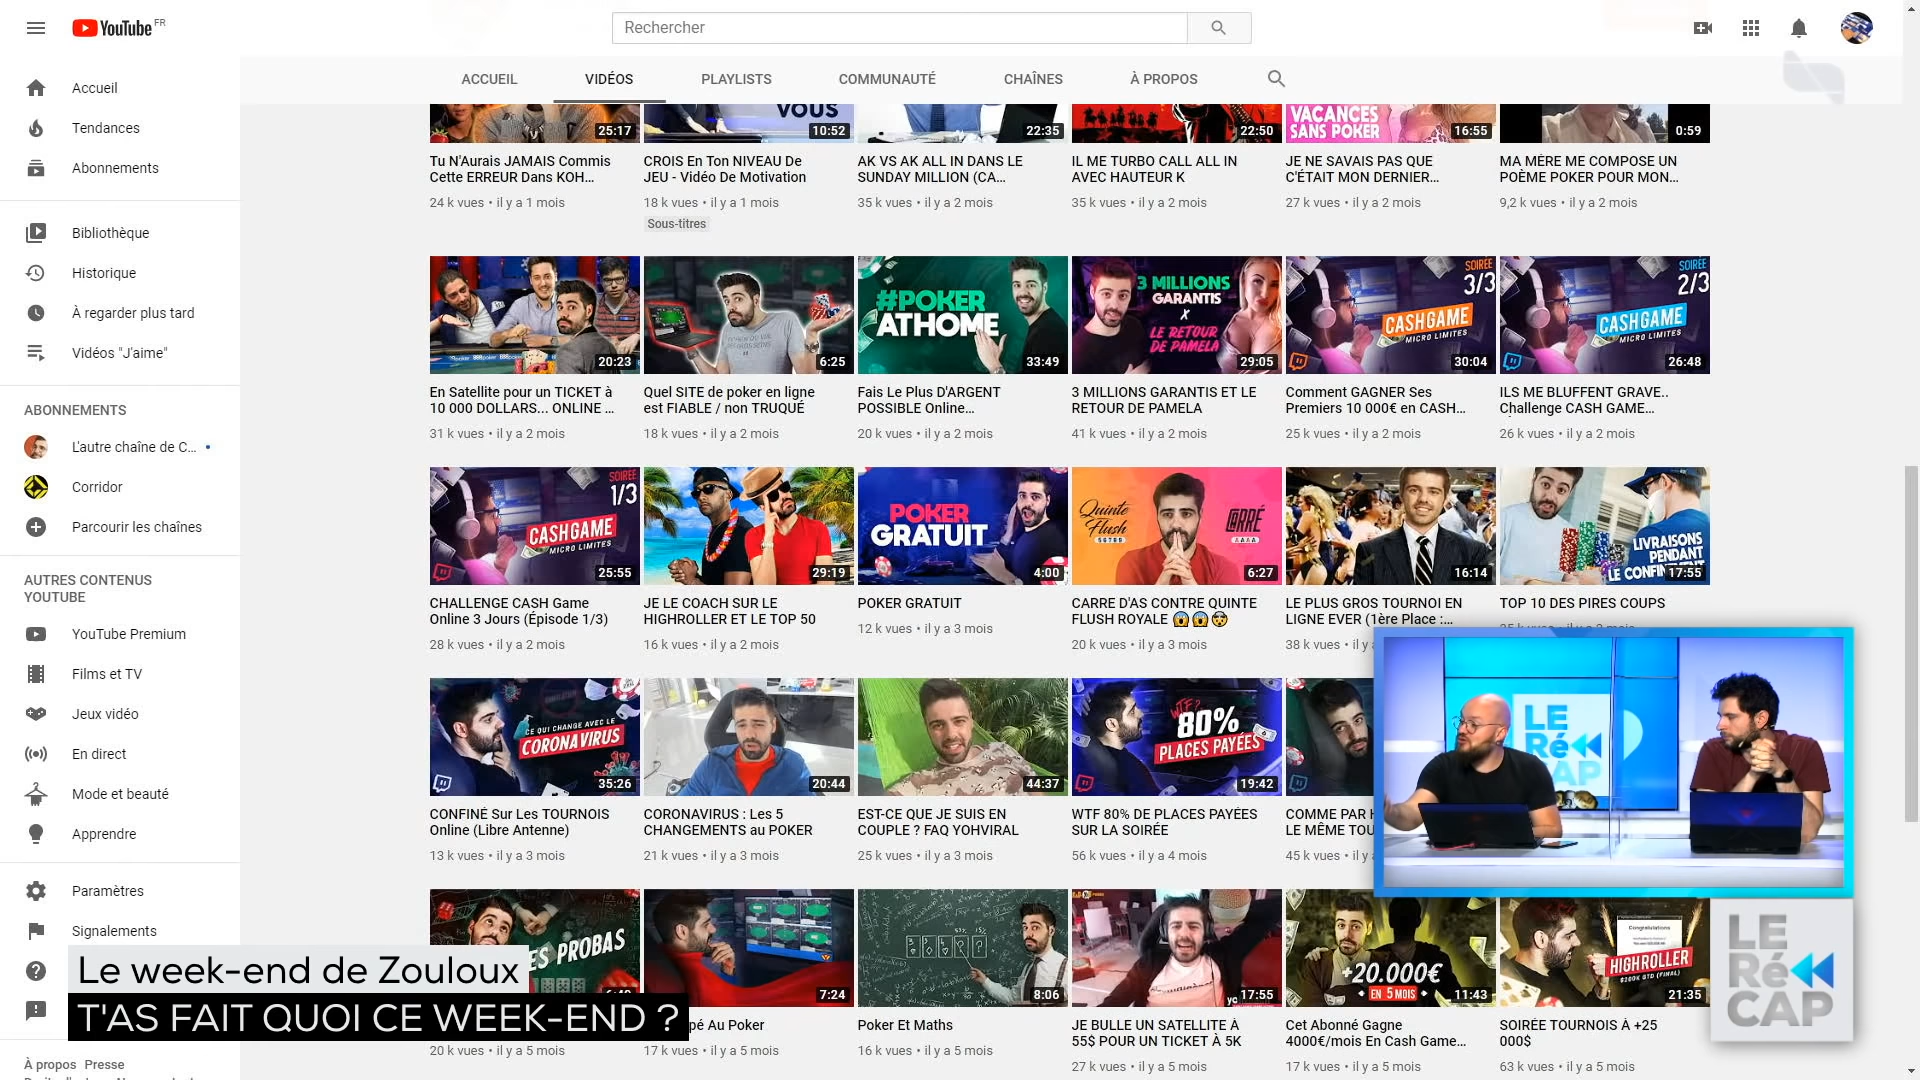 YouTube FR
Rechercher
ACCUEIL
VIDÉOS
PLAYLISTS
COMMUNAUTÉ
CHAÎNES
À PROPOS
Accueil
Tendances
Abonnements
Bibliothèque
Historique
À regarder plus tard
Vidéos "J'aime"
ABONNEMENTS
L'autre chaîne de C...
Corridor
Parcourir les chaînes
AUTRES CONTENUS
YOUTUBE
YouTube Premium
Films et TV
Jeux vidéo
En direct
Mode et beauté
Apprendre
Paramètres
Signalements
À propos Presse
25:17
VOUS
10:52
22:35
22:50
VACANCES
SANS POKER
16:55
0:59
Tu N'Aurais JAMAIS Commis
Cette ERREUR Dans KOH...
24 k vues • il y a 1 mois
CROIS En Ton NIVEAU De
JEU - Vidéo De Motivation
18 k vues • il y a 1 mois
Sous-titres
AK VS AK ALL IN DANS LE
SUNDAY MILLION (CA...
35 k vues • il y a 2 mois
IL ME TURBO CALL ALL IN
AVEC HAUTEUR K
35 k vues • il y a 2 mois
JE NE SAVAIS PAS QUE
C'ÉTAIT MON DERNIER...
27 k vues • il y a 2 mois
MA MÈRE ME COMPOSE UN
POÈME POKER POUR MON...
9,2 k vues • il y a 2 mois
20:23
6:25
#POKER
ATHOME
33:49
3 MILLIONS
GARANTIS
X
LE RETOUR
DE PAMELA
29:05
SOIRÉE
3/3
CASHGAME
MICRO LIMITES
30:04
SOIRÉE
2/3
CASHGAME
MICRO LIMITES
26:48
En Satellite pour un TICKET à
10 000 DOLLARS... ONLINE ...
31 k vues • il y a 2 mois
Quel SITE de poker en ligne
est FIABLE / non TRUQUÉ
18 k vues • il y a 2 mois
Fais Le Plus D'ARGENT
POSSIBLE Online...
20 k vues • il y a 2 mois
3 MILLIONS GARANTIS ET LE
RETOUR DE PAMELA
41 k vues • il y a 2 mois
Comment GAGNER Ses
Premiers 10 000€ en CASH...
25 k vues • il y a 2 mois
ILS ME BLUFFENT GRAVE..
Challenge CASH GAME...
26 k vues • il y a 2 mois
SOIRÉE
1/3
CASHGAME
MICRO LIMITES
25:55
29:19
POKER
GRATUIT
4:00
Quinte
Flush
CARRÉ
AAAA
6:27
16:14
LIVRAISONS
PENDANT
LE CONFINEMENT
17:55
CHALLENGE CASH Game
Online 3 Jours (Épisode 1/3)
28 k vues • il y a 2 mois
JE LE COACH SUR LE
HIGHROLLER ET LE TOP 50
16 k vues • il y a 2 mois
POKER GRATUIT
12 k vues • il y a 3 mois
CARRE D'AS CONTRE QUINTE
FLUSH ROYALE 😱😱🤯
20 k vues • il y a 3 mois
LE PLUS GROS TOURNOI EN
LIGNE EVER (1ère Place :...
38 k vues • il y a
TOP 10 DES PIRES COUPS
CE QUI CHANGE AVEC LE
CORONAVIRUS
35:26
20:44
44:37
WTF ?
80%
PLACES PAYÉES
19:42
CONFINÉ Sur Les TOURNOIS
Online (Libre Antenne)
13 k vues • il y a 3 mois
CORONAVIRUS : Les 5
CHANGEMENTS au POKER
21 k vues • il y a 3 mois
EST-CE QUE JE SUIS EN
COUPLE ? FAQ YOHVIRAL
25 k vues • il y a 3 mois
WTF 80% DE PLACES PAYÉES
SUR LA SOIRÉE
56 k vues • il y a 4 mois
COMME PAR H
LE MÊME TOU
45 k vues • il y a
LE
Ré
CAP
ES PROBAS
7:24
8:06
17:55
+20.000€
EN 5 MOIS
11:43
Congratulations
HIGHROLLER
$200K GTD (FINAL)
21:35
pé Au Poker
20 k vues • il y a 5 mois
17 k vues • il y a 5 mois
Poker Et Maths
16 k vues • il y a 5 mois
JE BULLE UN SATELLITE À
55$ POUR UN TICKET À 5K
27 k vues • il y a 5 mois
Cet Abonné Gagne
4000€/mois En Cash Game...
17 k vues • il y a 5 mois
SOIRÉE TOURNOIS À +25
000$
63 k vues • il y a 5 mois
LE
Ré
CAP
Le week-end de Zouloux
T'AS FAIT QUOI CE WEEK-END ?